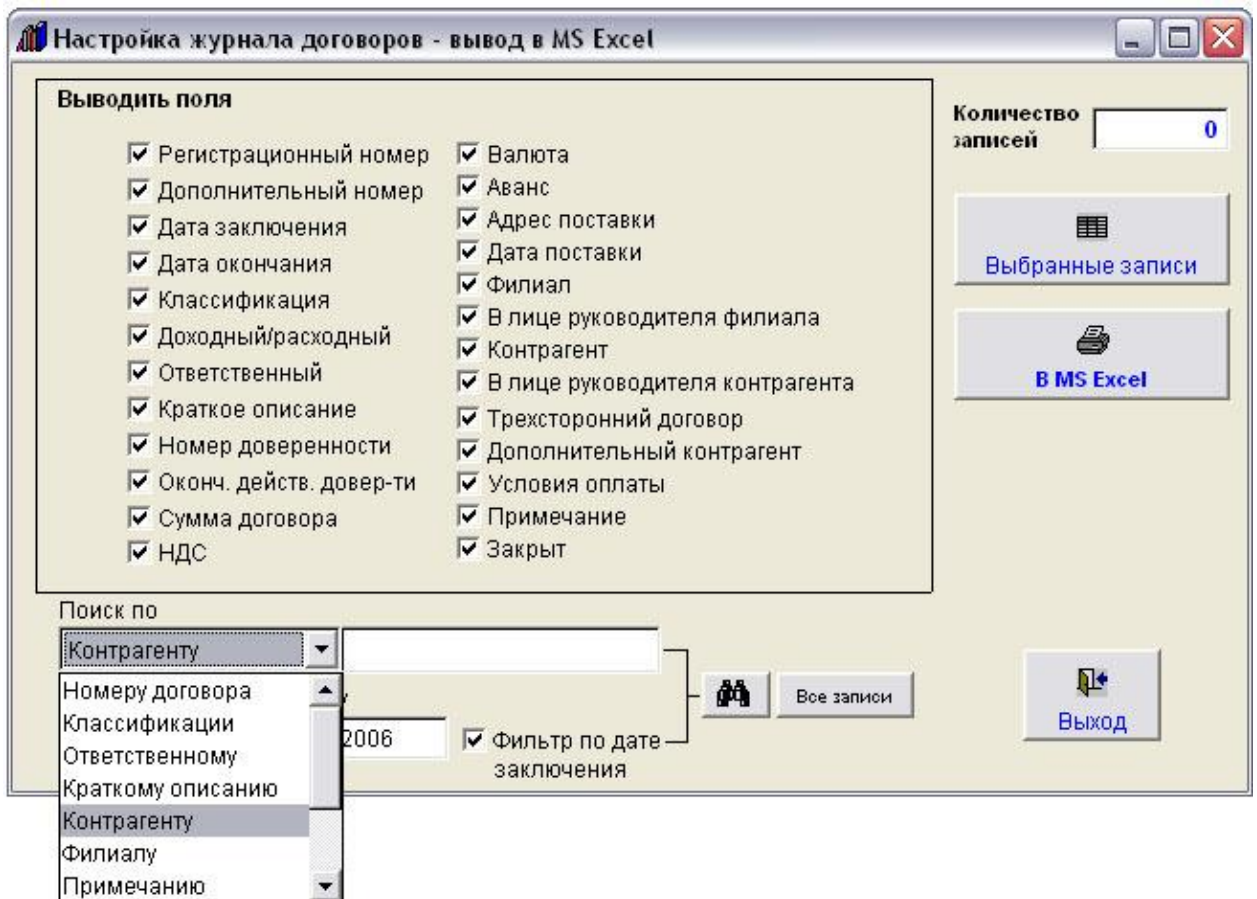 Настройка журнала договоров - вывод в MS Excel
Выводить поля
Регистрационный номер
Дополнительный номер
Дата заключения
Дата окончания
Классификация
Доходный/расходный
Ответственный
Краткое описание
Номер доверенности
Оконч. действ. довер-ти
Сумма договора
НДС
Валюта
Аванс
Адрес поставки
Дата поставки
Филиал
В лице руководителя филиала
Контрагент
В лице руководителя контрагента
Трехсторонний договор
Дополнительный контрагент
Условия оплаты
Примечание
Закрыт
Количество
записей
0
Выбранные записи
В MS Excel
Поиск по
Контрагенту
Номеру договора
Классификации
Ответственному
Краткому описанию
Контрагенту
Филиалу
Примечанию
2006
Фильтр по дате
заключения
Все записи
Выход